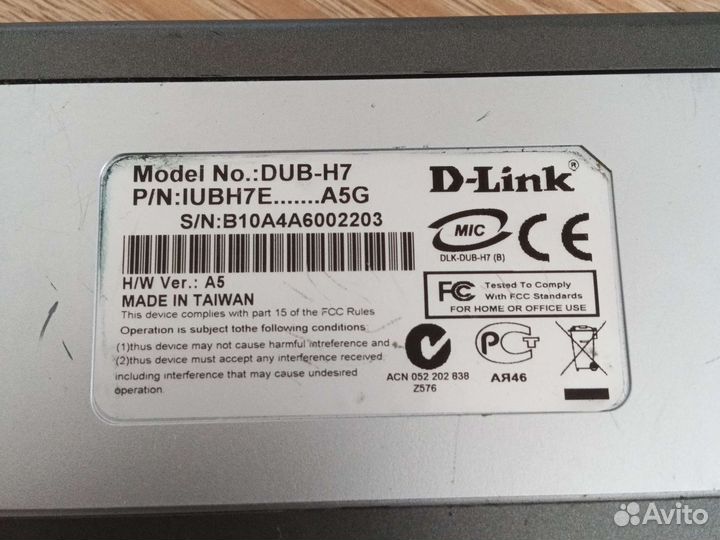 Model No.:DUB-H7
P/N:IUBH7E.......A5G
S/N:B10A4A6002203
H/W Ver.: A5
MADE IN TAIWAN
This device complies with part 15 of the FCC Rules
Operation is subject tothe following conditions:
(1)thus device may not cause harmful intreference and
(2)thus device must accept any interference received
including interference that may cause undesired
operation.
D-Link®
MIC
DLK-DUB-H7 (B)
CE
FC Tested To Comply
With FCC Standards
FOR HOME OR OFFICE USE
ACN 052 202 838
Z576
РСТ
АЯ46
Avito